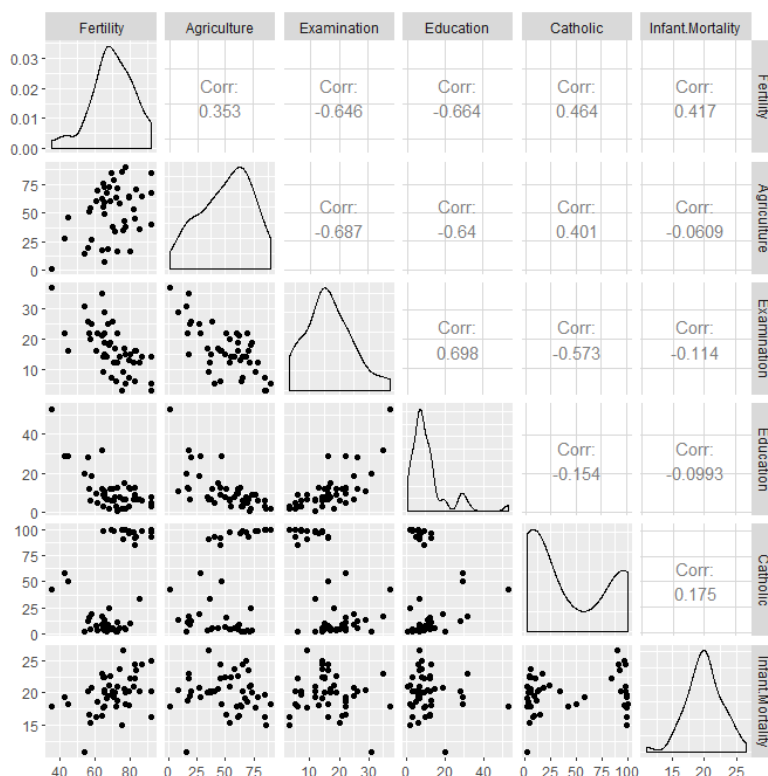 Fertility Agriculture Examination Education Catholic Infant.Mortality
0.03
0.02
0.01
0.00
Corr:
0.353
Corr:
-0.646
Corr:
-0.664
Corr:
0.464
Corr:
0.417
Fertility
75
50
25
0
Corr:
-0.687
Corr:
-0.64
Corr:
0.401
Corr:
-0.0609
Agriculture
30
20
10
Corr:
0.698
Corr:
-0.573
Corr:
-0.114
Examination
40
20
0
Corr:
-0.154
Corr:
-0.0993
Education
100
75
50
25
0
Corr:
0.175
Catholic
25
20
15
Infant.Mortality
40 60 80 0 25 50 75 10 20 30 0 20 40 0 25 50 75 100 15 20 25